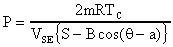 P = 2mRT_C / V_SE{S − B cos(θ − a)}